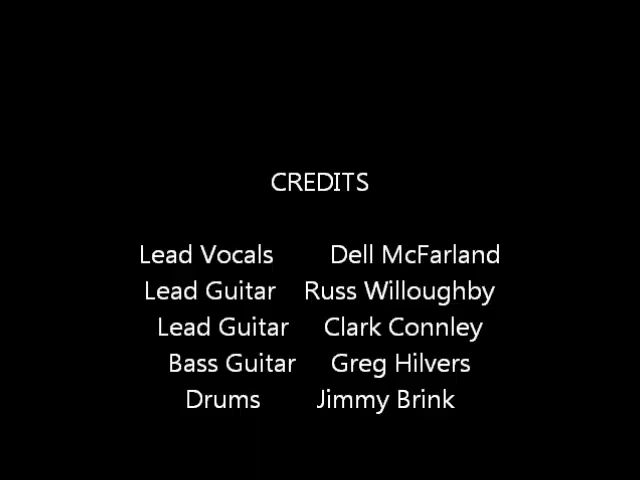 CREDITS
Lead Vocals Dell McFarland
Lead Guitar Russ Willoughby
Lead Guitar Clark Connley
Bass Guitar Greg Hilvers
Drums Jimmy Brink